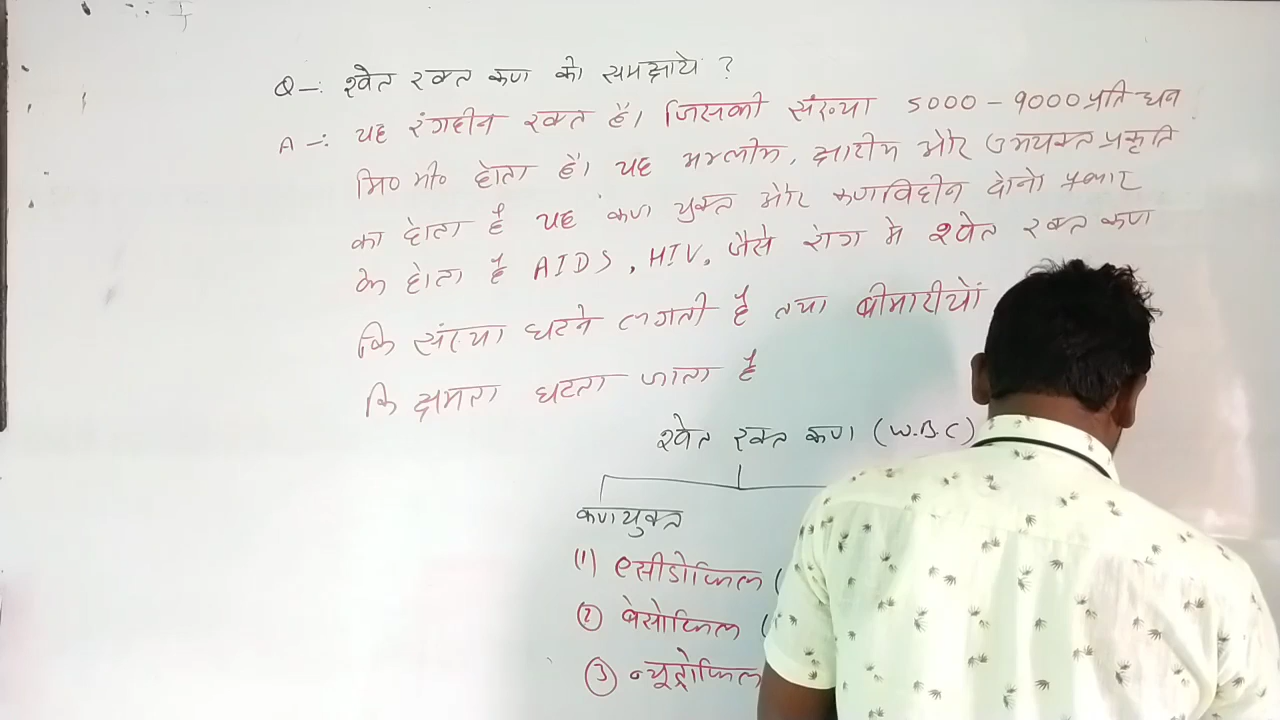 Q-: श्वेत रक्त कण को समझाये ?
A-: यह रंगहीन रक्त है। जिसकी संख्या 5000-9000 प्रति घन
मि० मी० होता है। यह अम्लीय, क्षारीय और उभयक्त प्रकृति
का होता है यह कण युक्त और कणविहीन दोनो प्रकार
के होता है AIDS, HIV, जैसे रोग मे श्वेत रक्त कण
कि संख्या घटने लगती है तथा बीमारीयों
कि क्षमता घटता जाता है
श्वेत रक्त कण (W.B.C)
कणयुक्त
(1) एसीडोफिल (
(2) बेसोफिल (
(3) न्यूट्रोफिल